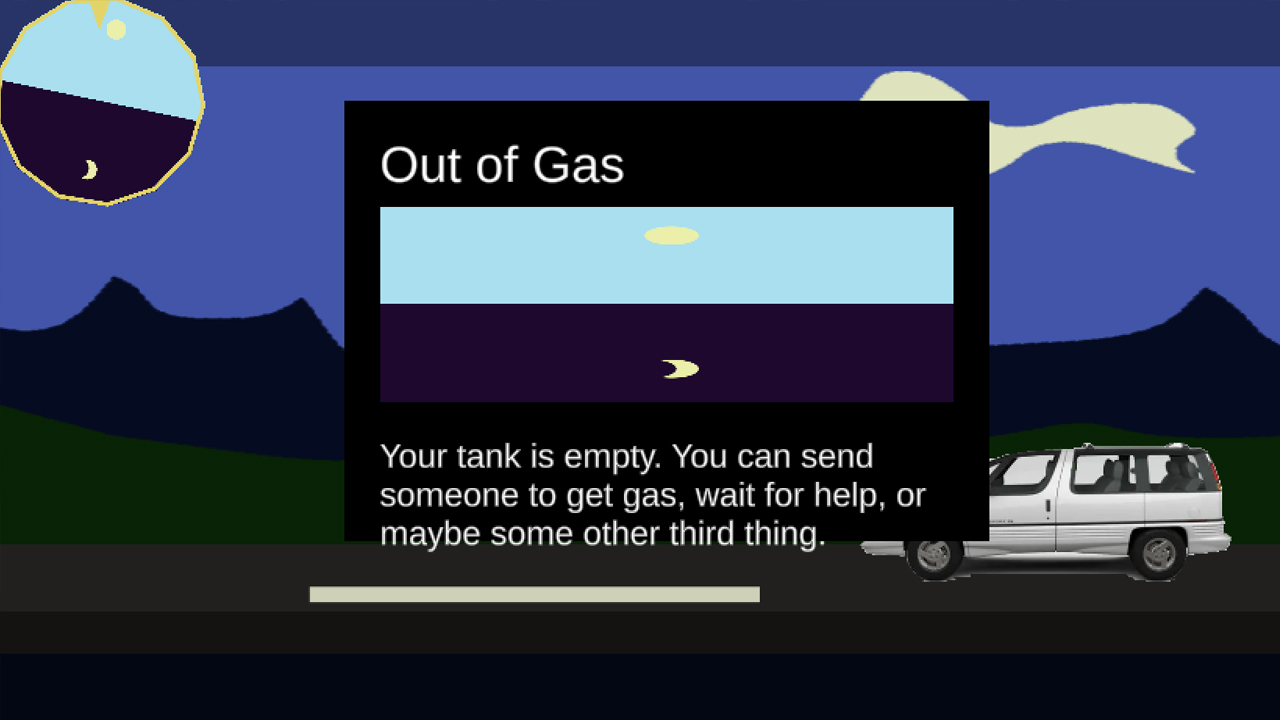 Out of Gas
Your tank is empty. You can send
someone to get gas, wait for help, or
maybe some other third thing.